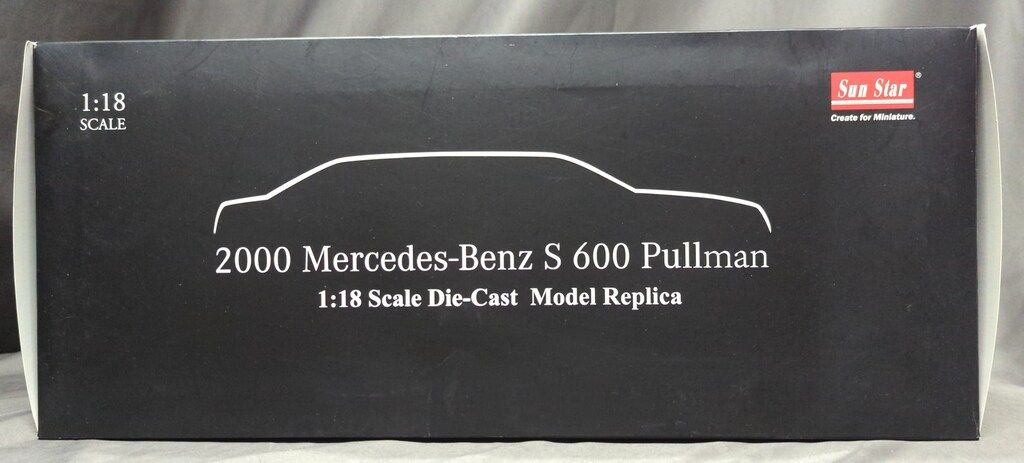 1:18
SCALE
Sun Star®
Create for Miniature.
2000 Mercedes-Benz S 600 Pullman
1:18 Scale Die-Cast Model Replica